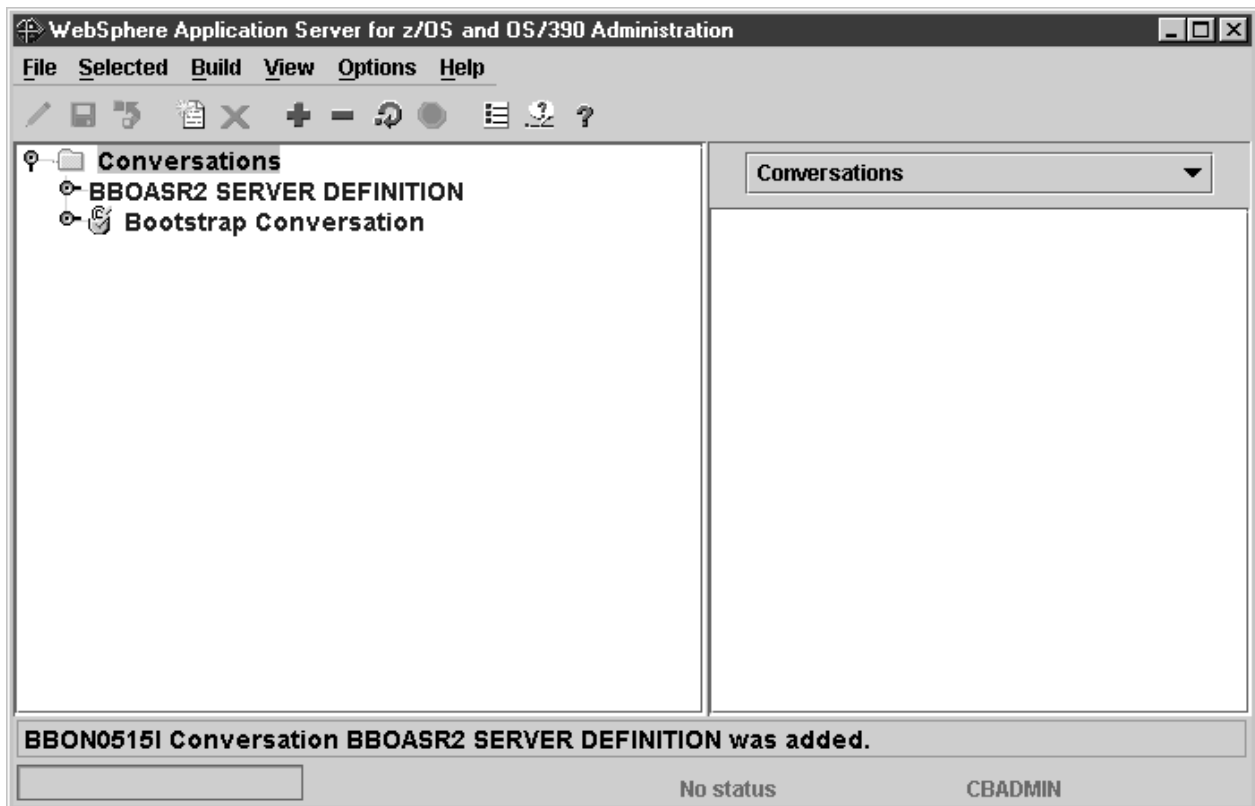 WebSphere Application Server for z/OS and OS/390 Administration
File Selected Build View Options Help
Conversations
BBOASR2 SERVER DEFINITION
Bootstrap Conversation
Conversations
BBON0515I Conversation BBOASR2 SERVER DEFINITION was added.
No status CBADMIN